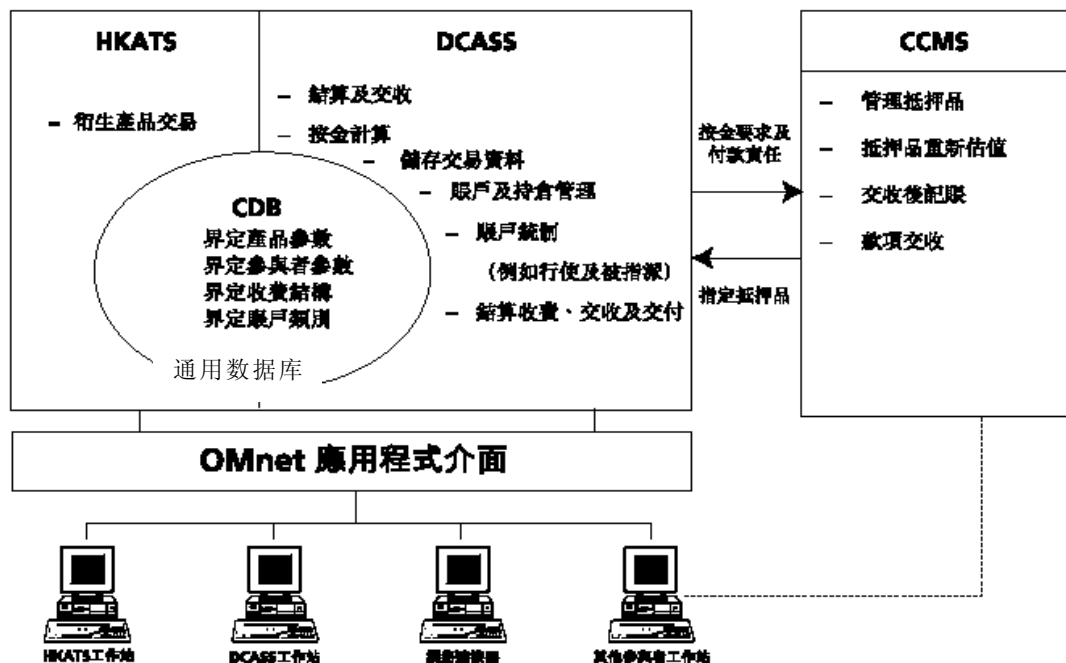 HKATS
DCASS
CCMS
– 衍生產品交易
– 結算及交收
– 按金計算
– 儲存交易資料
– 賬戶及持倉管理
– 賬戶統制
(例如行使及被指派)
– 結算收費、交收及交付
CDB
界定產品參數
界定參與者參數
界定收費結構
界定賬戶類別
通用数据库
按金要求及
付款責任
指定抵押品
– 管理抵押品
– 抵押品重新估值
– 交收後記賬
– 款項交收
OMnet 應用程式介面
HKATS工作站
DCASS工作站
其他參與者工作站